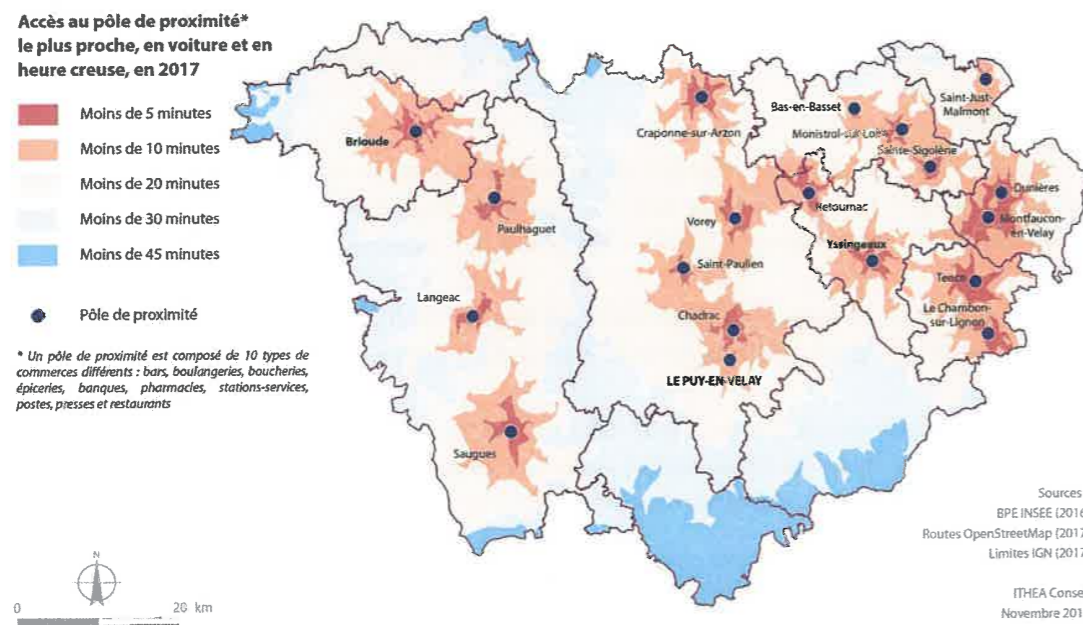 Accès au pôle de proximité*
le plus proche, en voiture et en
heure creuse, en 2017
Moins de 5 minutes
Moins de 10 minutes
Moins de 20 minutes
Moins de 30 minutes
Moins de 45 minutes
Pôle de proximité
* Un pôle de proximité est composé de 10 types de
commerces différents : bars, boulangeries, boucheries,
épiceries, banques, pharmacies, stations-services,
postes, presses et restaurants
N
0 20 km
Brioude
Paulhaguet
Langeac
Saugues
Craponne-sur-Arzon
Vorey
Saint-Paulien
Chadrac
LE PUY-EN-VELAY
Bas-en-Basset
Monistrol-sur-Loire
Sainte-Sigolène
Saint-Just-
Malmont
Retournac
Yssingeaux
Dunières
Montfaucon-
en-Velay
Tence
Le Chambon-
sur-Lignon
Sources
BPE INSEE (2016
Routes OpenStreetMap (2017
Limites IGN (2017
ITHEA Conse
Novembre 201